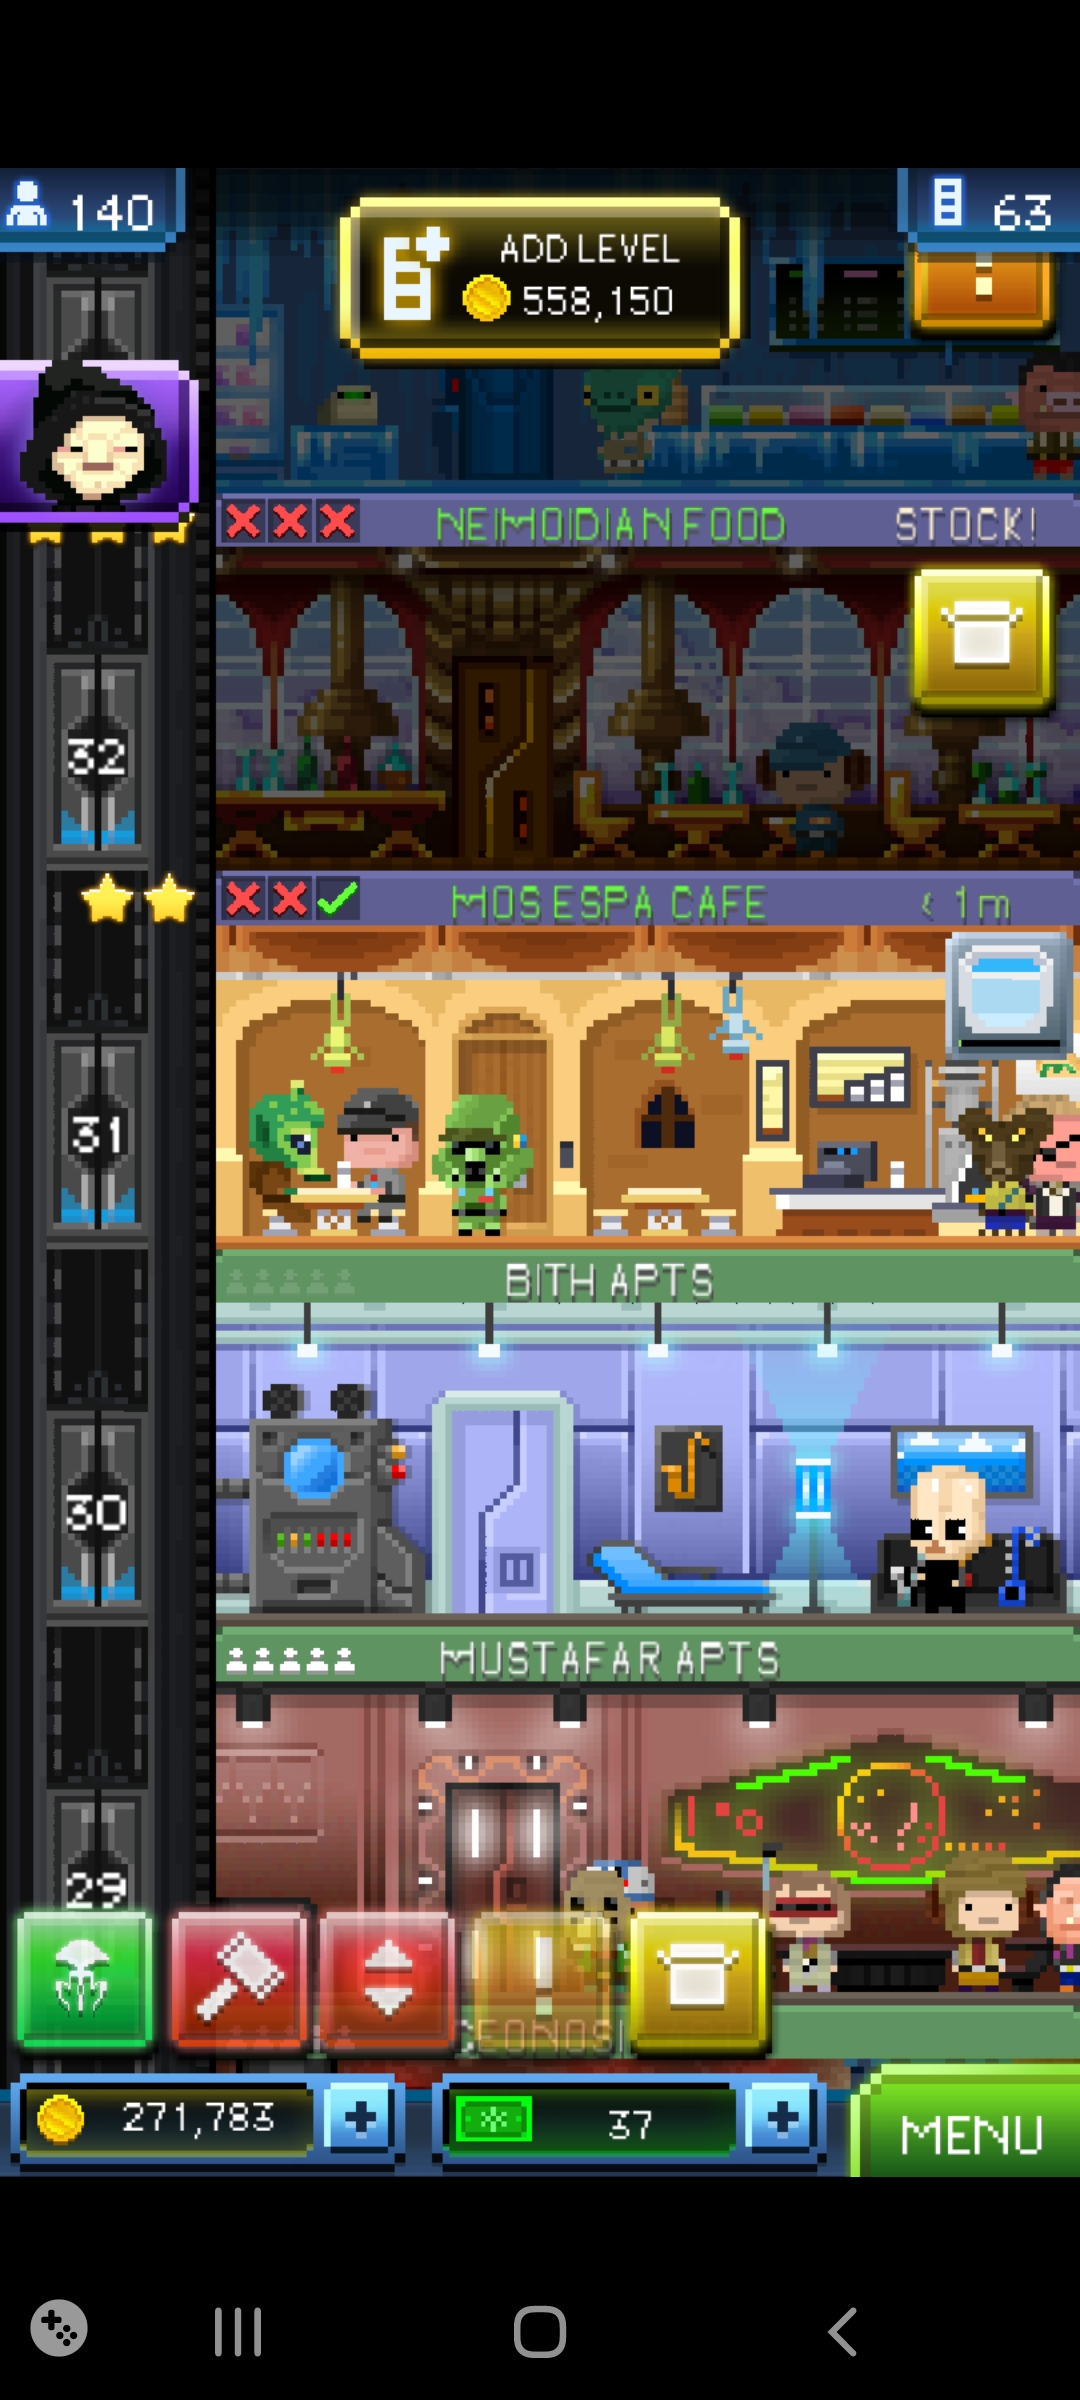 140
ADD LEVEL
558,150
63
NEIMOIDIAN FOOD
STOCK!
32
MOS ESPA CAFE
< 1m
31
BITH APTS
30
MUSTAFAR APTS
29
GEONOSI
271,783
37
MENU